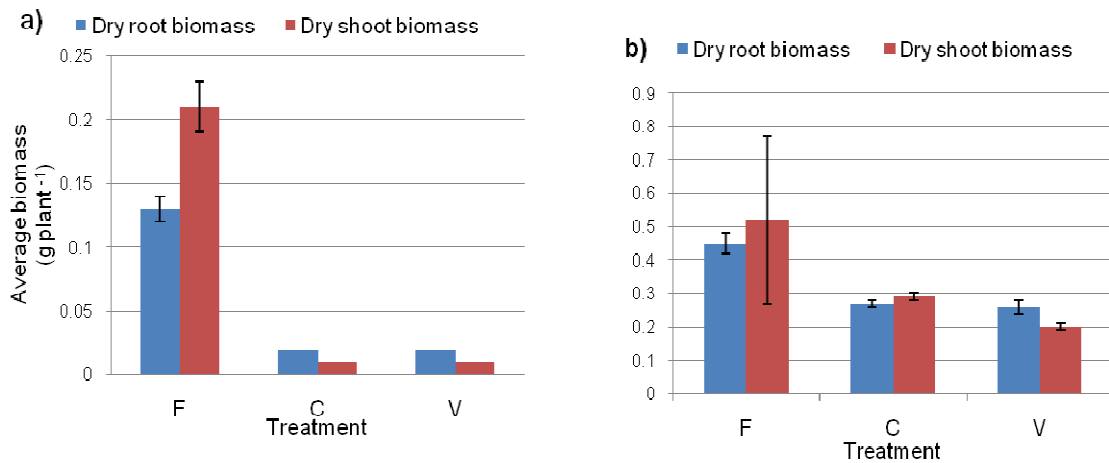 a)
Dry root biomass Dry shoot biomass
Average biomass
(g plant -1)
0.25
0.2
0.15
0.1
0.05
0
F C V
Treatment
b)
Dry root biomass Dry shoot biomass
0.9
0.8
0.7
0.6
0.5
0.4
0.3
0.2
0.1
0
F C V
Treatment